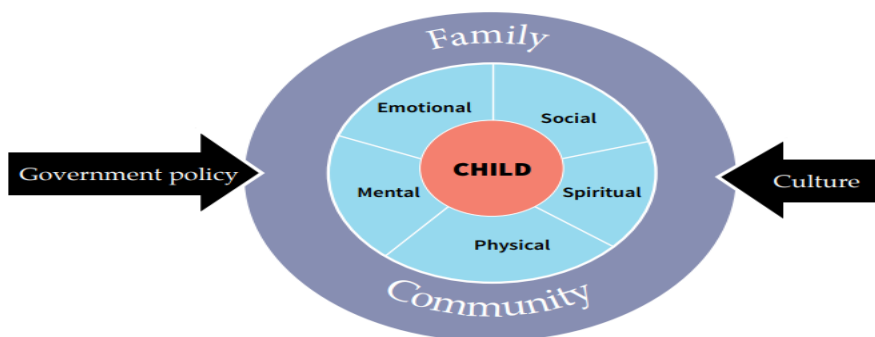 Family
Emotional
Social
Government policy
CHILD
Culture
Mental
Spiritual
Physical
Community